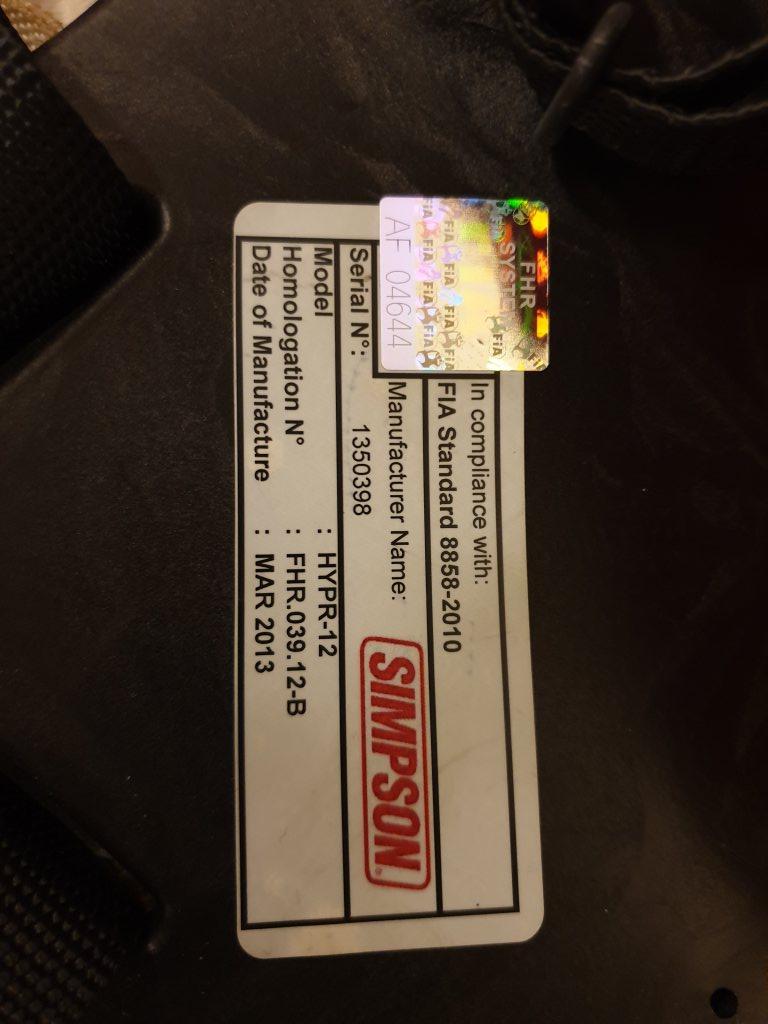 FHR
SYSTEM
AF 04644
In compliance with:
FIA Standard 8858-2010
Manufacturer Name:
SIMPSON
Serial N°: 1350398
Model : HYPR-12
Homologation N° : FHR.039.12-B
Date of Manufacture : MAR 2013